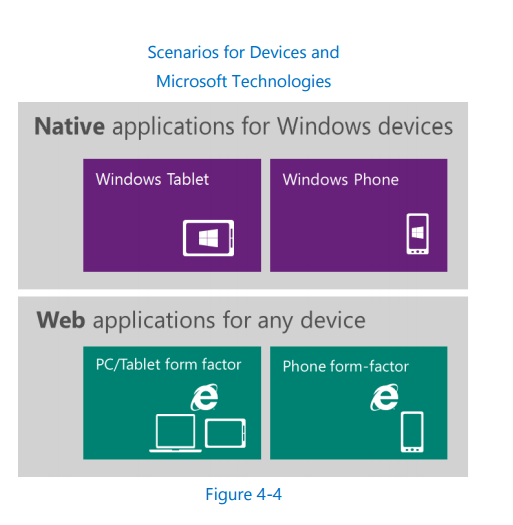 Scenarios for Devices and
Microsoft Technologies
Native applications for Windows devices
Windows Tablet
Windows Phone
Web applications for any device
PC/Tablet form factor
Phone form-factor
Figure 4-4